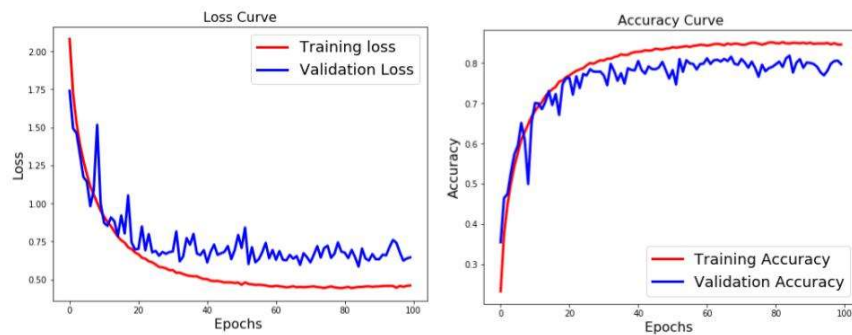 Loss Curve
2.00
1.75
1.50
1.25
1.00
0.75
0.50
Loss
Training loss
Validation Loss
0
20
40
60
80
100
Epochs
Accuracy Curve
0.8
0.7
0.6
0.5
0.4
0.3
Accuracy
Training Accuracy
Validation Accuracy
0
20
40
60
80
100
Epochs